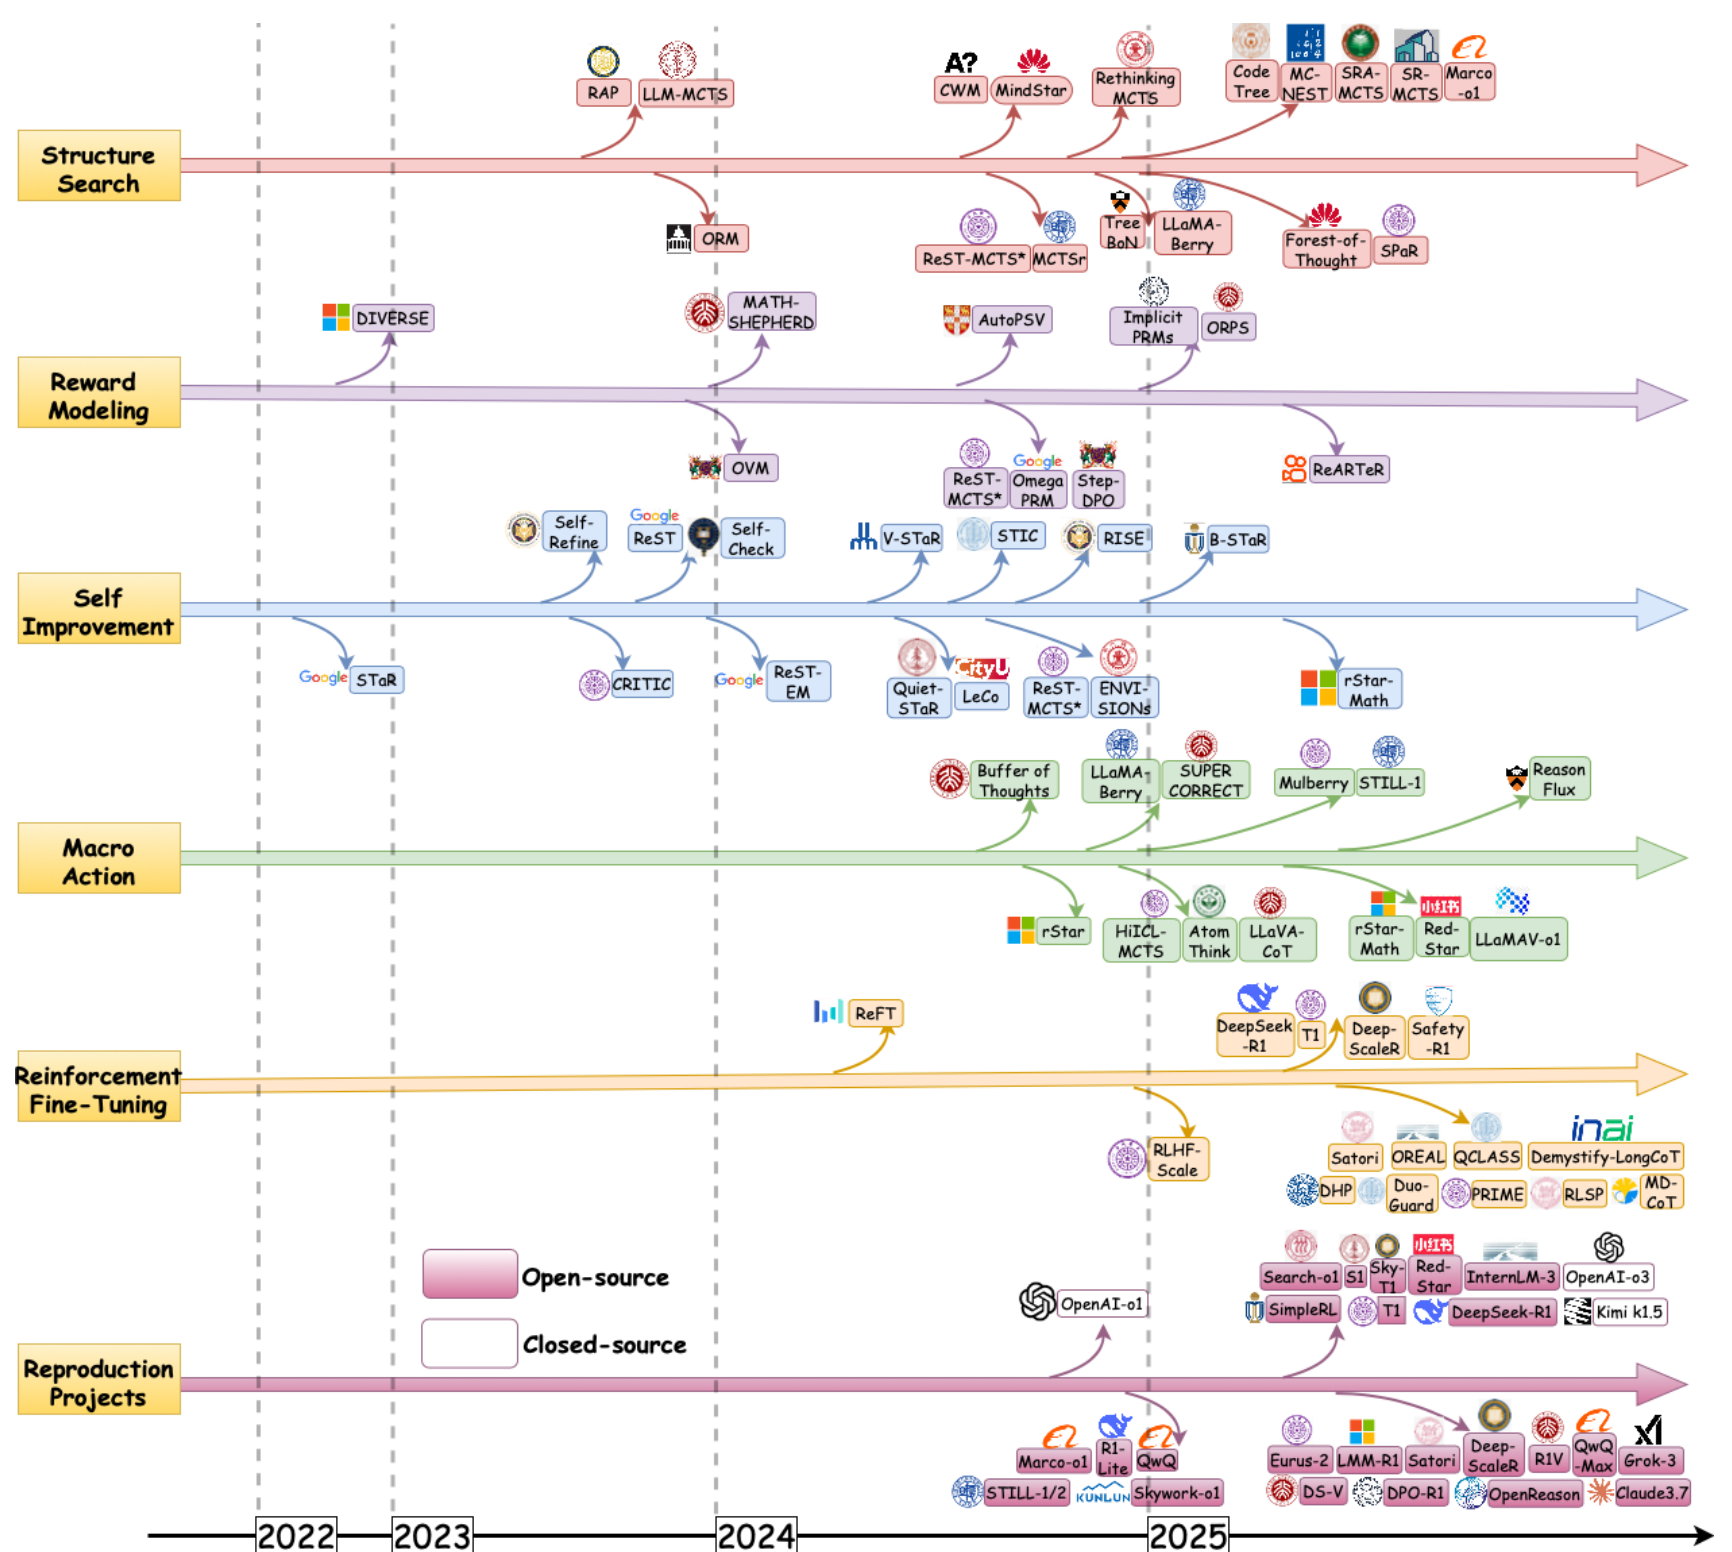 A?
RAP
LLM-MCTS
CWM
MindStar
Rethinking
MCTS
Code
Tree
MC-
NEST
SRA-
MCTS
SR-
MCTS
Marco
-o1
Structure
Search
ORM
ReST-MCTS*
MCTSr
Tree
BoN
LLaMA-
Berry
Forest-of-
Thought
SPaR
DIVERSE
MATH-
SHEPHERD
AutoPSV
Implicit
PRMs
ORPS
Reward
Modeling
OVM
ReST-
MCTS*
Google
Omega
PRM
Step-
DPO
ReARTeR
Self-
Refine
Google
ReST
Self-
Check
V-STaR
STIC
RISE
B-STaR
Self
Improvement
Google
STaR
CRITIC
Google
ReST-
EM
Quiet-
STaR
CityU
LeCo
ReST-
MCTS*
ENVI-
SIONs
rStar-
Math
Buffer of
Thoughts
LLaMA-
Berry
SUPER
CORRECT
Mulberry
STILL-1
Reason
Flux
Macro
Action
rStar
HiICL-
MCTS
Atom
Think
LLaVA-
CoT
rStar-
Math
小红书
Red-
Star
LLaMAV-o1
ReFT
DeepSeek
-R1
T1
Deep-
ScaleR
Safety
-R1
Reinforcement
Fine-Tuning
RLHF-
Scale
Satori
OREAL
QCLASS
inai
Demystify-LongCoT
DHP
Duo-
Guard
PRIME
RLSP
MD-
CoT
Open-source
Closed-source
OpenAI-o1
Search-o1
S1
Sky-
T1
小红书
Red-
Star
InternLM-3
OpenAI-o3
SimpleRL
T1
DeepSeek-R1
Kimi k1.5
Reproduction
Projects
Marco-o1
R1-
Lite
QwQ
STILL-1/2
KUNLUN
Skywork-o1
Eurus-2
LMM-R1
Satori
Deep-
ScaleR
R1V
QwQ
-Max
xI
Grok-3
DS-V
DPO-R1
OpenReason
Claude3.7
2022
2023
2024
2025